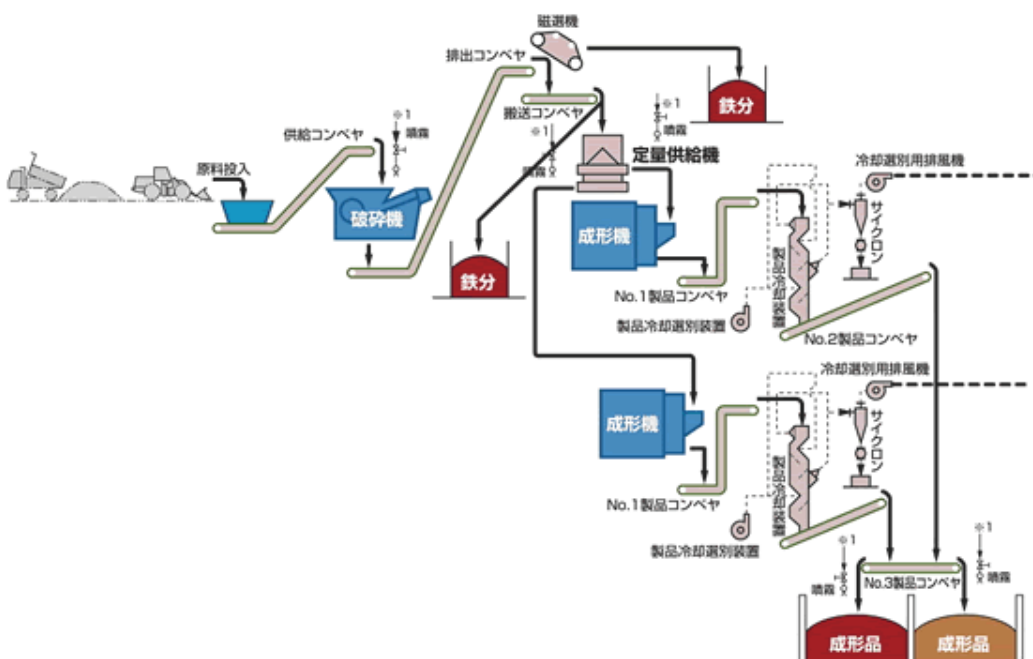 磁選機
排出コンベヤ
鉄分
搬送コンベヤ
※1
噴霧
供給コンベヤ
※1
噴霧
※1
噴霧
定量供給機
冷却選別用排風機
原料投入
破砕機
サイクロン
成形機
鉄分
No.1製品コンベヤ
製品冷却装置
製品冷却選別装置
No.2製品コンベヤ
冷却選別用排風機
成形機
サイクロン
No.1製品コンベヤ
製品冷却装置
製品冷却選別装置
※1
噴霧
※1
噴霧
No.3製品コンベヤ
成形品
成形品